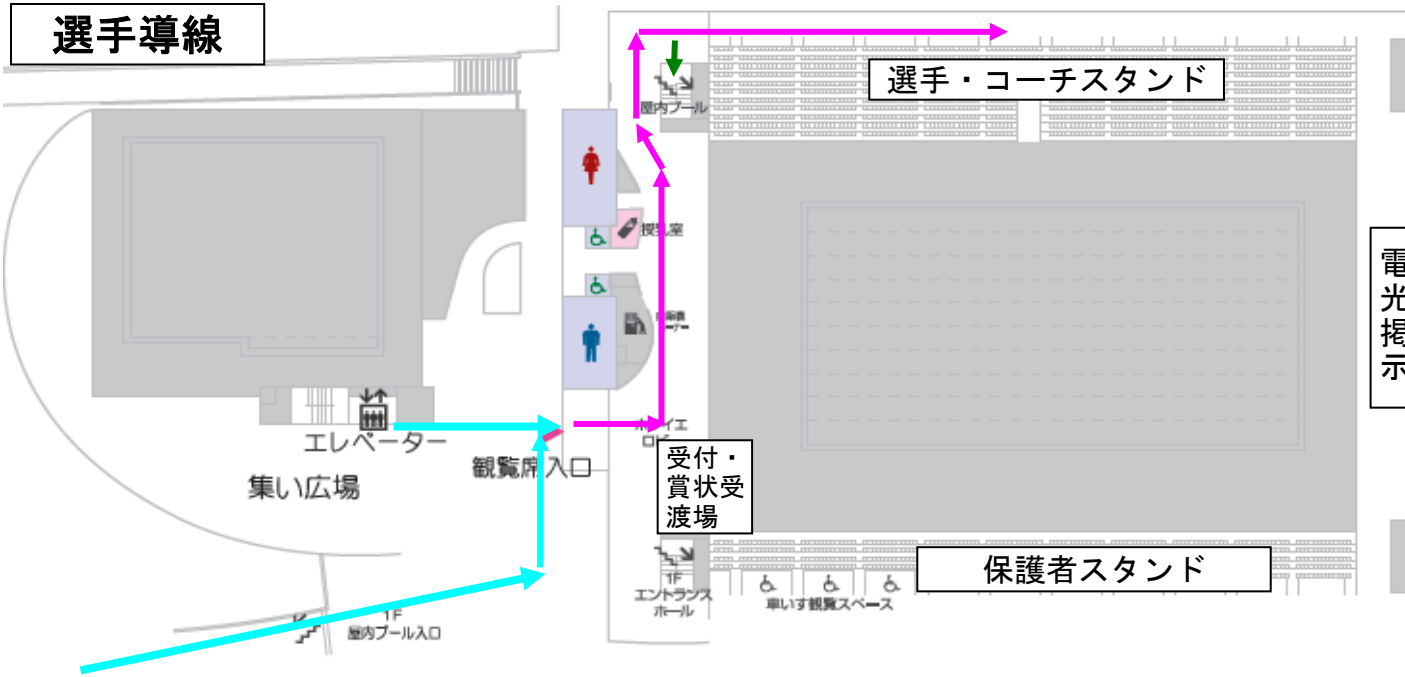 選手導線
選手・コーチスタンド
屋内プール
授乳室
電
光
掲
示
エレベーター
観覧席入口
集い広場
受付・
賞状受
渡場
保護者スタンド
1F
エントランス
ホール
車いす観覧スペース
1F
屋内プール入口